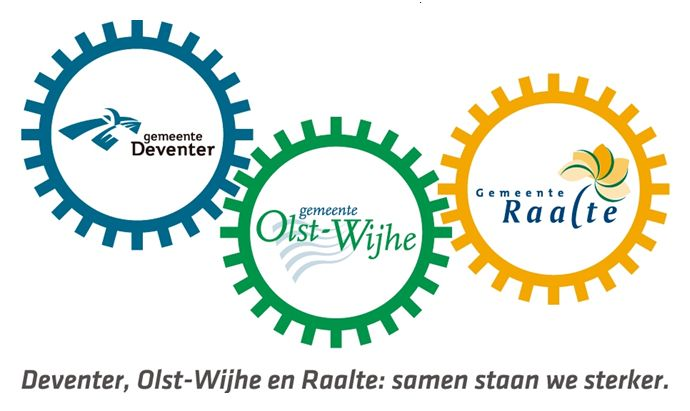 gemeente
Deventer
gemeente
Olst-Wijhe
Gemeente
Raalte
Deventer, Olst-Wijhe en Raalte: samen staan we sterker.